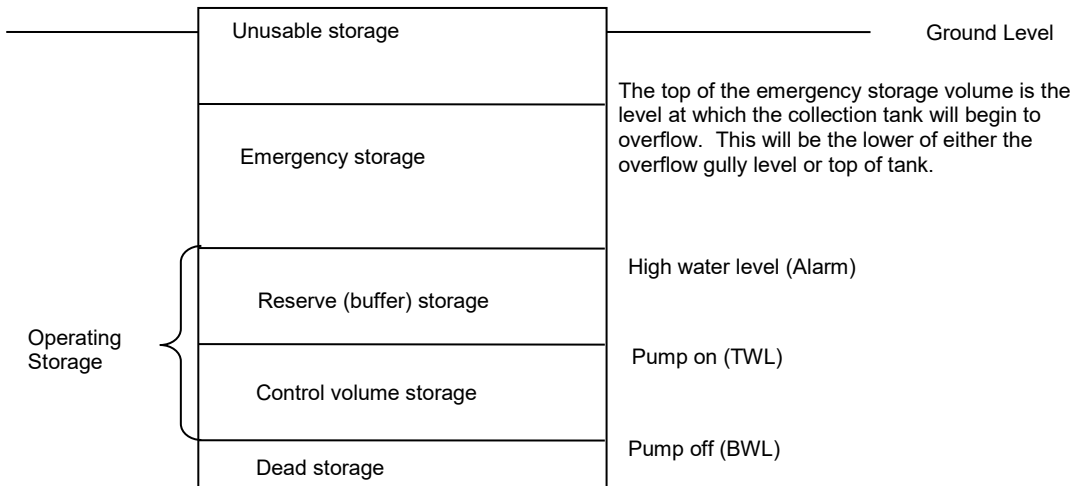 Unusable storage
Ground Level
The top of the emergency storage volume is the
level at which the collection tank will begin to
overflow.  This will be the lower of either the
overflow gully level or top of tank.
Emergency storage
High water level (Alarm)
Reserve (buffer) storage
Operating
Storage
Pump on (TWL)
Control volume storage
Pump off (BWL)
Dead storage